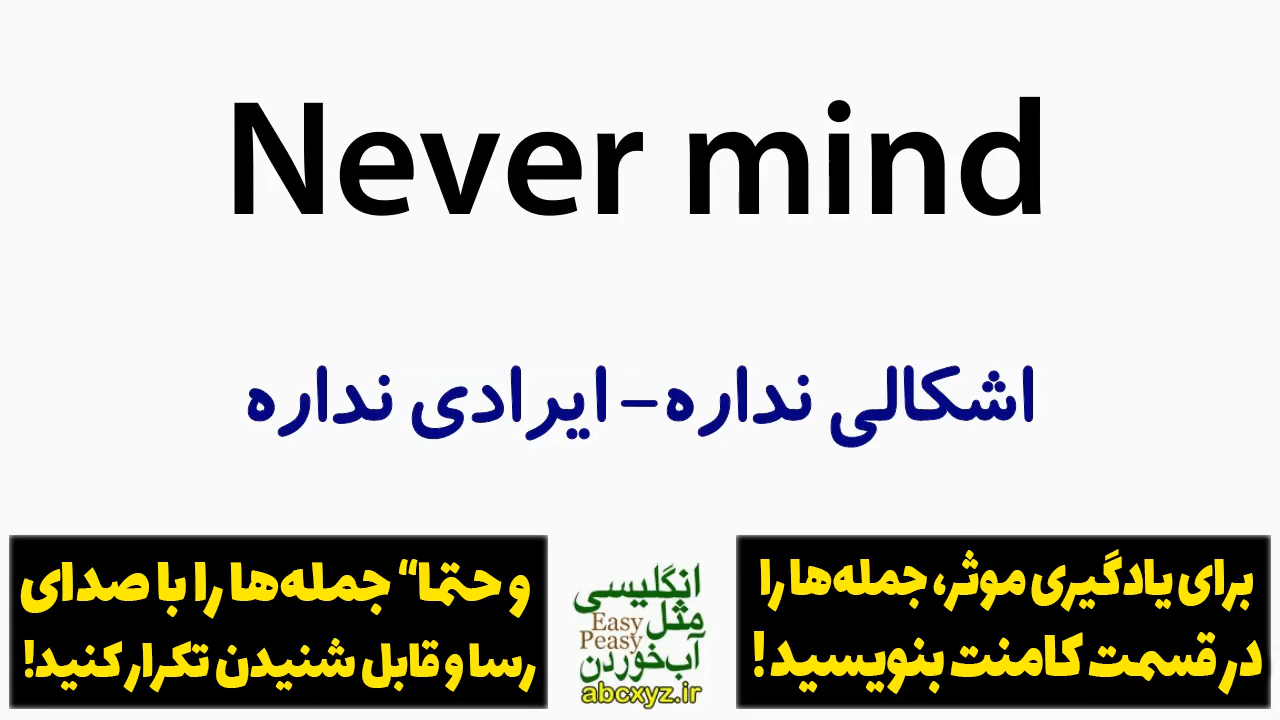 Never mind
اشکالی نداره - ایرادی نداره
برای یادگیری موثر، جمله‌ها را
در قسمت کامنت بنویسید !
انگلیسی
مثل
Easy
Peasy
آب خوردن
abcxyz.ir
و حتما“ جمله‌ها را با صدای
رسا و قابل شنیدن تکرار کنید!